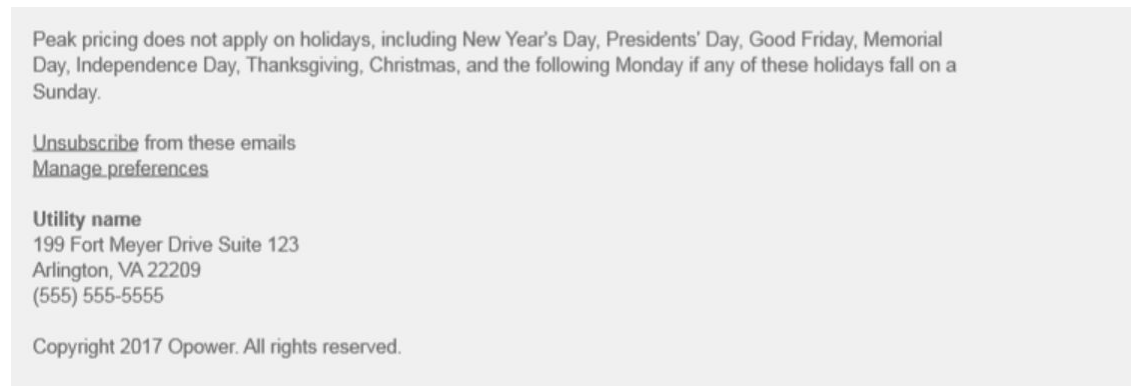 Peak pricing does not apply on holidays, including New Year's Day, Presidents' Day, Good Friday, Memorial
Day, Independence Day, Thanksgiving, Christmas, and the following Monday if any of these holidays fall on a
Sunday.
Unsubscribe from these emails
Manage preferences
Utility name
199 Fort Meyer Drive Suite 123
Arlington, VA 22209
(555) 555-5555
Copyright 2017 Opower. All rights reserved.